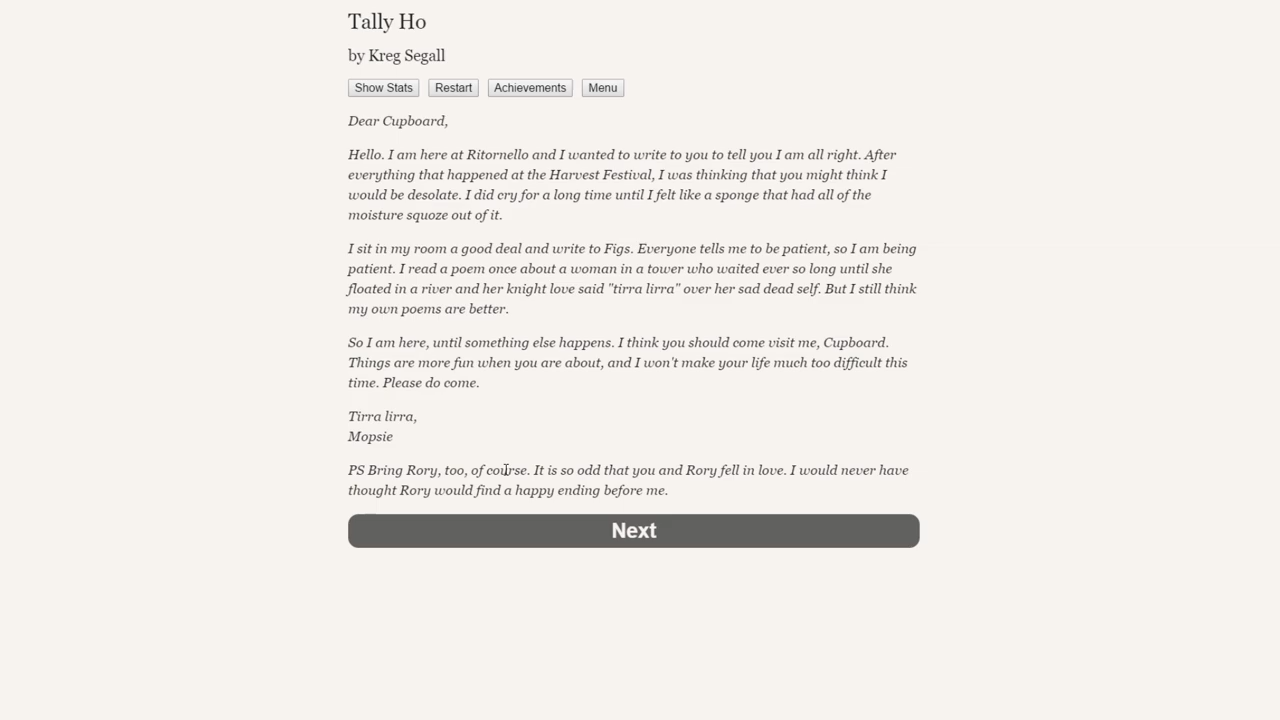 Tally Ho
by Kreg Segall
Show Stats Restart Achievements Menu
Dear Cupboard,
Hello. I am here at Ritornello and I wanted to write to you to tell you I am all right. After
everything that happened at the Harvest Festival, I was thinking that you might think I
would be desolate. I did cry for a long time until I felt like a sponge that had all of the
moisture squoze out of it.
I sit in my room a good deal and write to Figs. Everyone tells me to be patient, so I am being
patient. I read a poem once about a woman in a tower who waited ever so long until she
floated in a river and her knight love said "tirra lirra" over her sad dead self. But I still think
my own poems are better.
So I am here, until something else happens. I think you should come visit me, Cupboard.
Things are more fun when you are about, and I won't make your life much too difficult this
time. Please do come.
Tirra lirra,
Mopsie
PS Bring Rory, too, of course. It is so odd that you and Rory fell in love. I would never have
thought Rory would find a happy ending before me.
Next